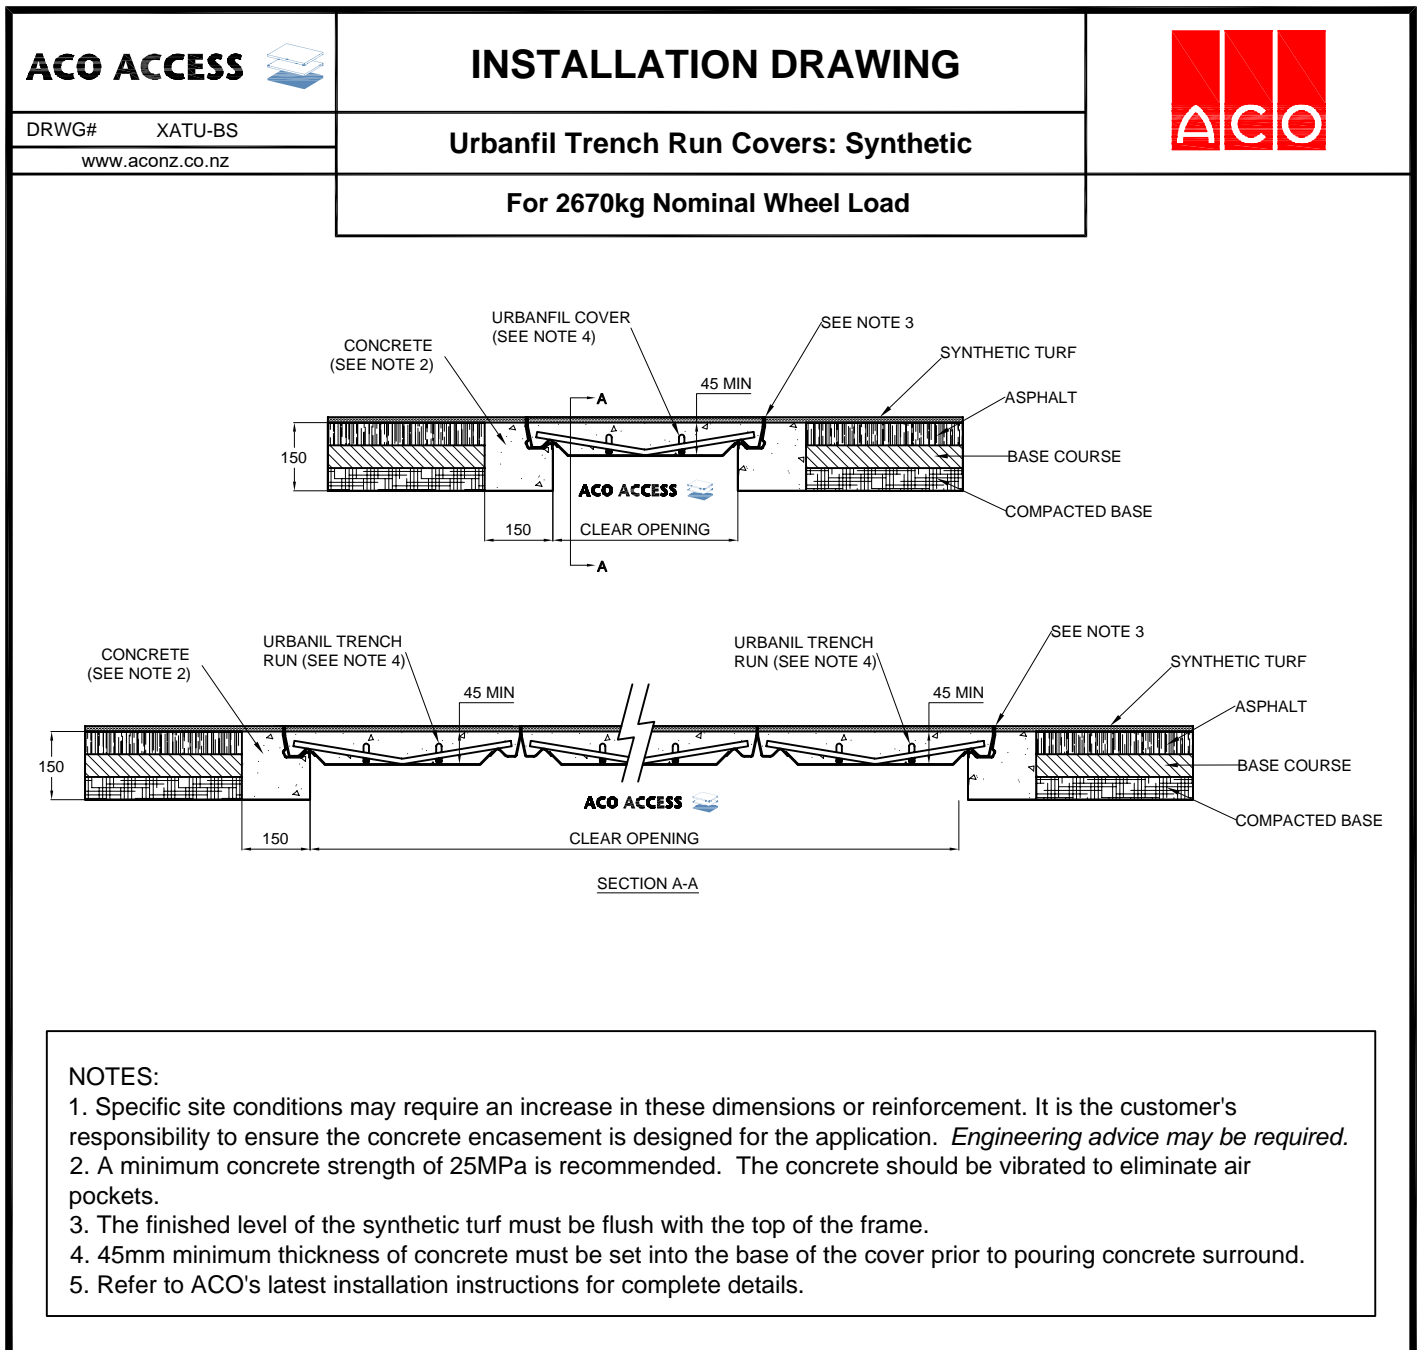 ACO ACCESS
INSTALLATION DRAWING
ACO
DRWG# XATU-BS
www.aconz.co.nz
Urbanfil Trench Run Covers: Synthetic
For 2670kg Nominal Wheel Load
URBANFIL COVER
(SEE NOTE 4)
SEE NOTE 3
CONCRETE
(SEE NOTE 2)
SYNTHETIC TURF
45 MIN
A
ASPHALT
150
BASE COURSE
ACO ACCESS
COMPACTED BASE
150
CLEAR OPENING
A
URBANIL TRENCH
RUN (SEE NOTE 4)
URBANIL TRENCH
RUN (SEE NOTE 4)
SEE NOTE 3
CONCRETE
(SEE NOTE 2)
SYNTHETIC TURF
45 MIN
45 MIN
ASPHALT
150
BASE COURSE
ACO ACCESS
COMPACTED BASE
150
CLEAR OPENING
SECTION A-A
NOTES:
1. Specific site conditions may require an increase in these dimensions or reinforcement. It is the customer's
responsibility to ensure the concrete encasement is designed for the application. Engineering advice may be required.
2. A minimum concrete strength of 25MPa is recommended. The concrete should be vibrated to eliminate air
pockets.
3. The finished level of the synthetic turf must be flush with the top of the frame.
4. 45mm minimum thickness of concrete must be set into the base of the cover prior to pouring concrete surround.
5. Refer to ACO's latest installation instructions for complete details.